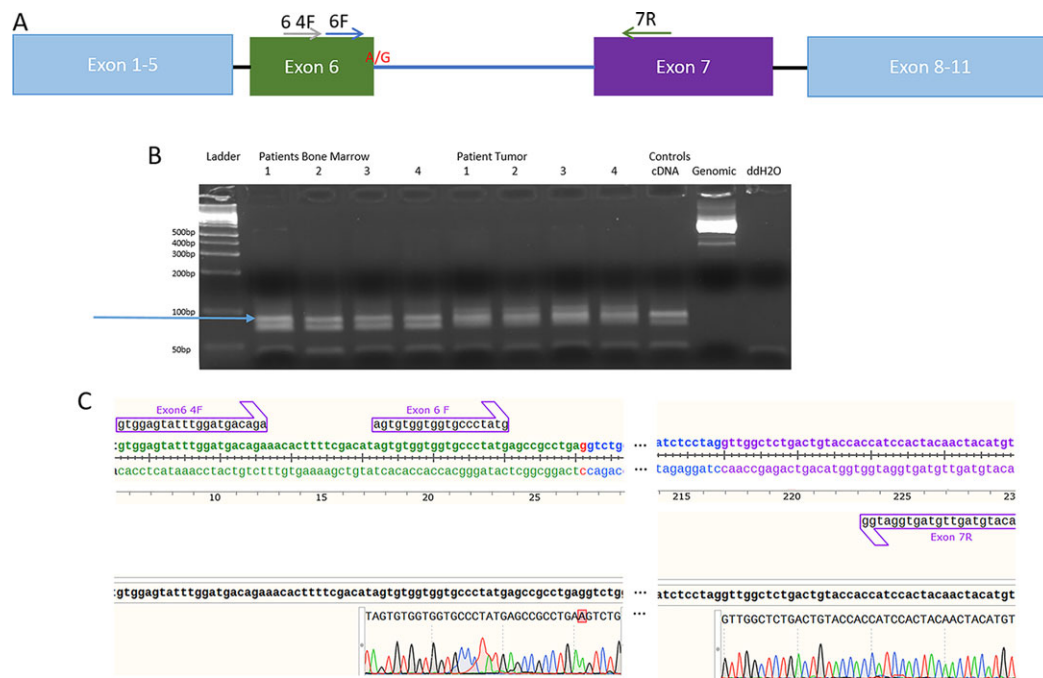 A
6 4F 6F 7R
Exon 1-5 Exon 6 A/G Exon 7 Exon 8-11
B
Ladder Patients Bone Marrow Patient Tumor Controls
1 2 3 4 1 2 3 4 cDNA Genomic ddH2O
500bp
400bp
300bp
200bp
100bp
50bp
C
Exon6 4F Exon 6 F
gtggagtatttggatgacaga agtgtggtggtgccctatg
gtggagtatttggatgacagaaacacttttcgacatagtgtggtggtgccctatgagccgcctgaggtctg ... atctcctaggttggctctgactgtaccaccatccactacaactacatgt
acacctcataaacctactgtctttgtgaaaagctgtatcacaccaccacgggatactcggcggactccagac ... tagaggatccaaccgagactgacatggtggtaggtgatgttgatgtaca
10 15 20 25 215 220 225 23
ggtaggtgatgttgatgtaca
Exon 7R
gtggagtatttggatgacagaaacacttttcgacatagtgtggtggtgccctatgagccgcctgaggtctg ... atctcctaggttggctctgactgtaccaccatccactacaactacatgt
TAGTGTGGTGGTGCCCTATGAGCCGCCTGAAGTCTG ... GTTGGCTCTGACTGTACCACCATCCACTACAACTACATGT